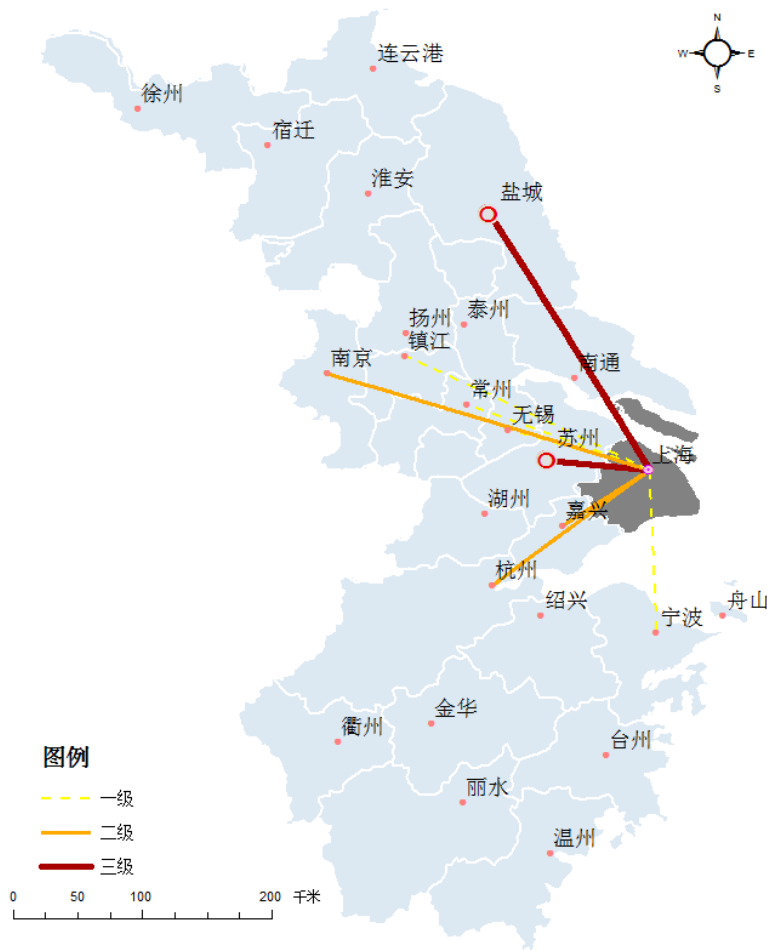 N
W
E
S
连云港
徐州
宿迁
淮安
盐城
泰州
扬州
镇江
南京
南通
常州
无锡
苏州
上海
湖州
嘉兴
杭州
绍兴
舟山
宁波
金华
衢州
台州
丽水
温州
图例
一级
二级
三级
0 50 100 200 千米